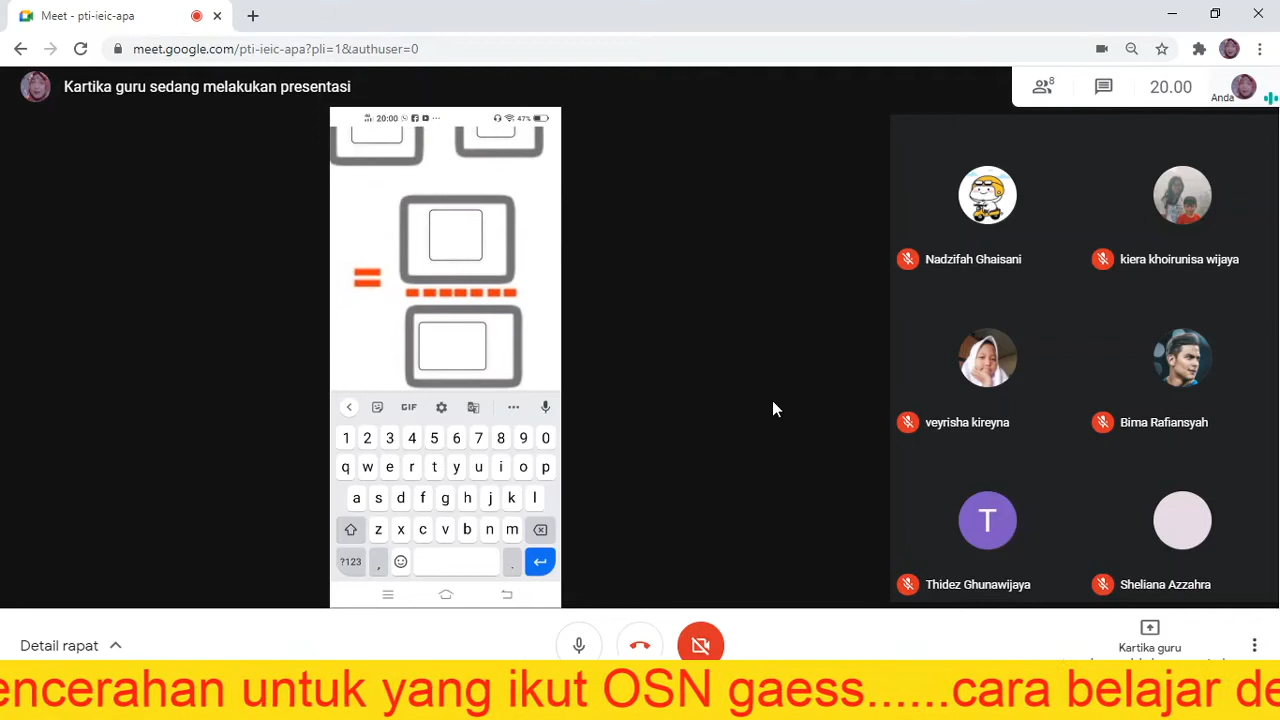 Meet - pti-ieic-apa
meet.google.com/pti-ieic-apa?pli=1&authuser=0
Kartika guru sedang melakukan presentasi
8
20.00
Anda
20:00
47%
=
Nadzifah Ghaisani
kiera khoirunisa wijaya
veyrisha kireyna
Bima Rafiansyah
T
Thidez Ghunawijaya
Sheliana Azzahra
GIF
1 2 3 4 5 6 7 8 9 0
q w e r t y u i o p
a s d f g h j k l
z x c v b n m
?123 , .
Detail rapat
Kartika guru
encerahan untuk yang ikut OSN gaess......cara belajar de